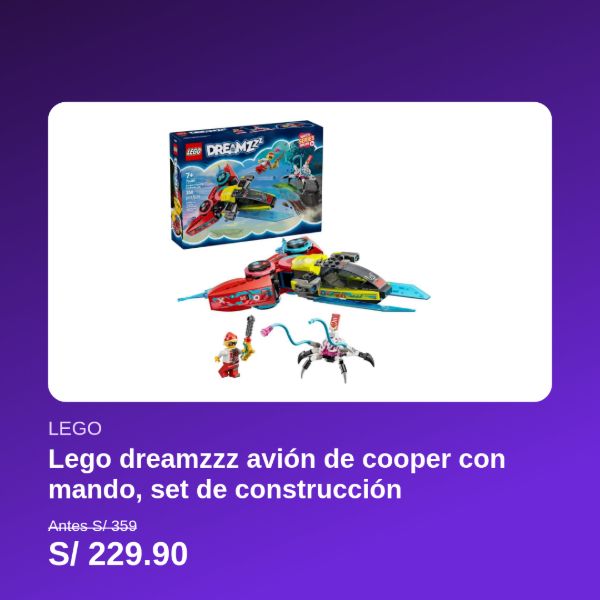 LEGO
DREAMZzz
7+
LEGO
Lego dreamzzz avión de cooper con
mando, set de construcción
Antes S/ 359
S/ 229.90